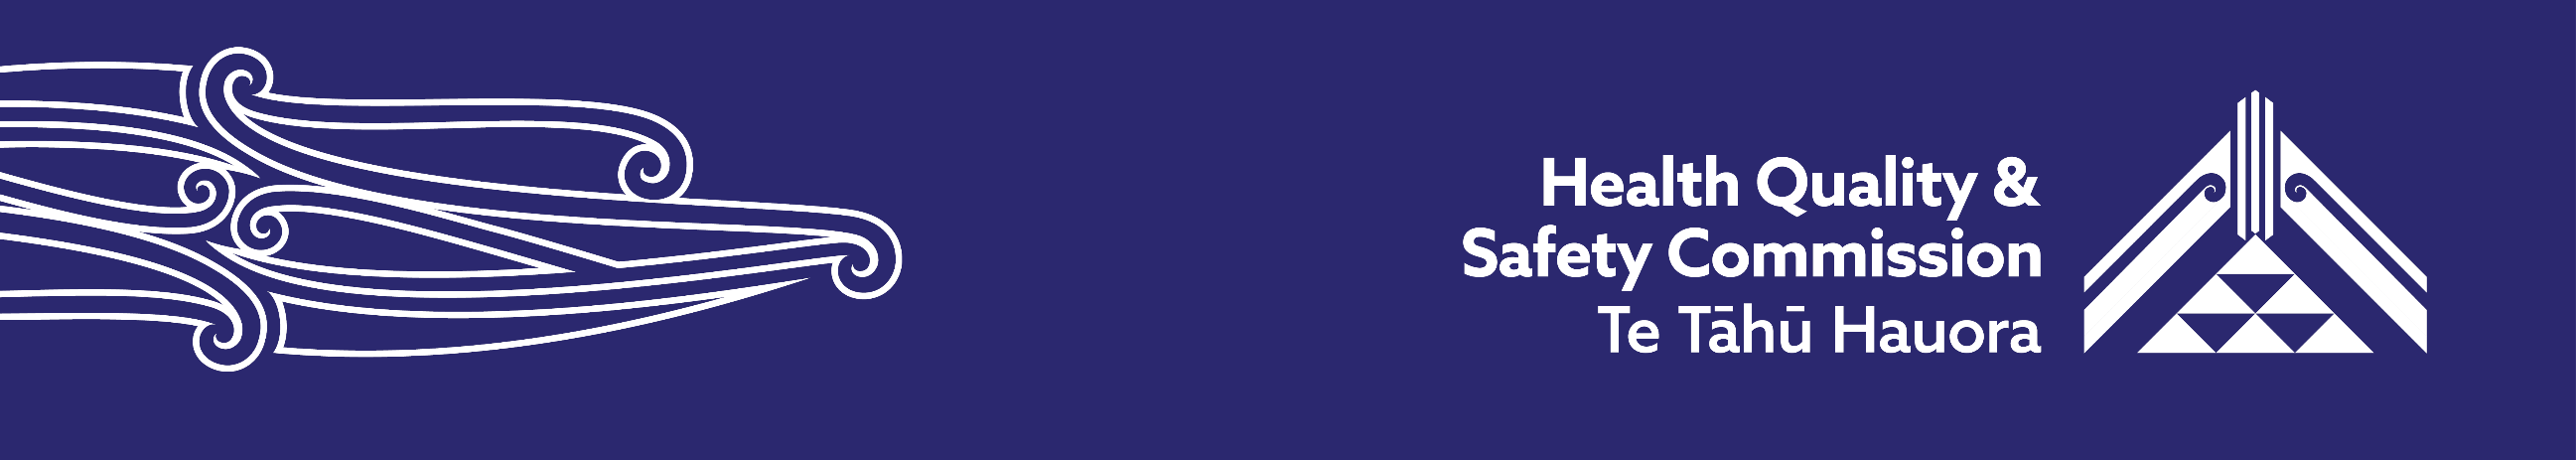 Health Quality &
Safety Commission
Te Tāhū Hauora